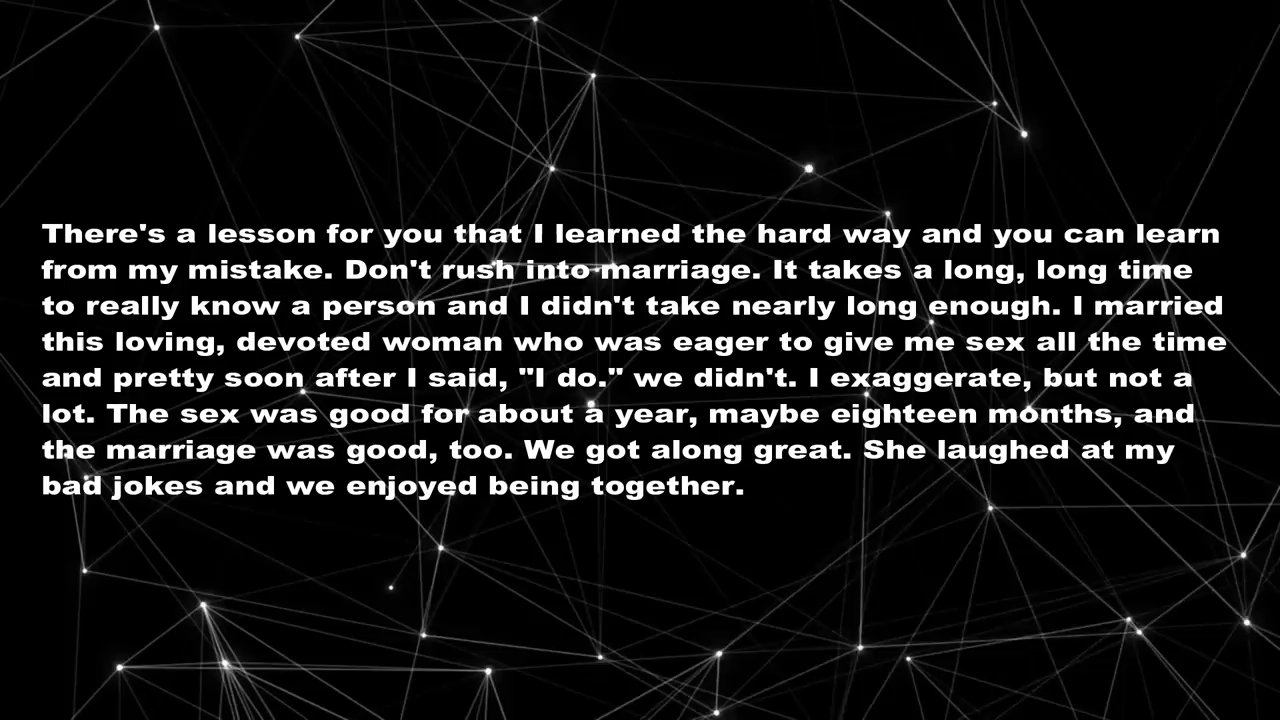 There's a lesson for you that I learned the hard way and you can learn
from my mistake. Don't rush into marriage. It takes a long, long time
to really know a person and I didn't take nearly long enough. I married
this loving, devoted woman who was eager to give me sex all the time
and pretty soon after I said, "I do." we didn't. I exaggerate, but not a
lot. The sex was good for about a year, maybe eighteen months, and
the marriage was good, too. We got along great. She laughed at my
bad jokes and we enjoyed being together.